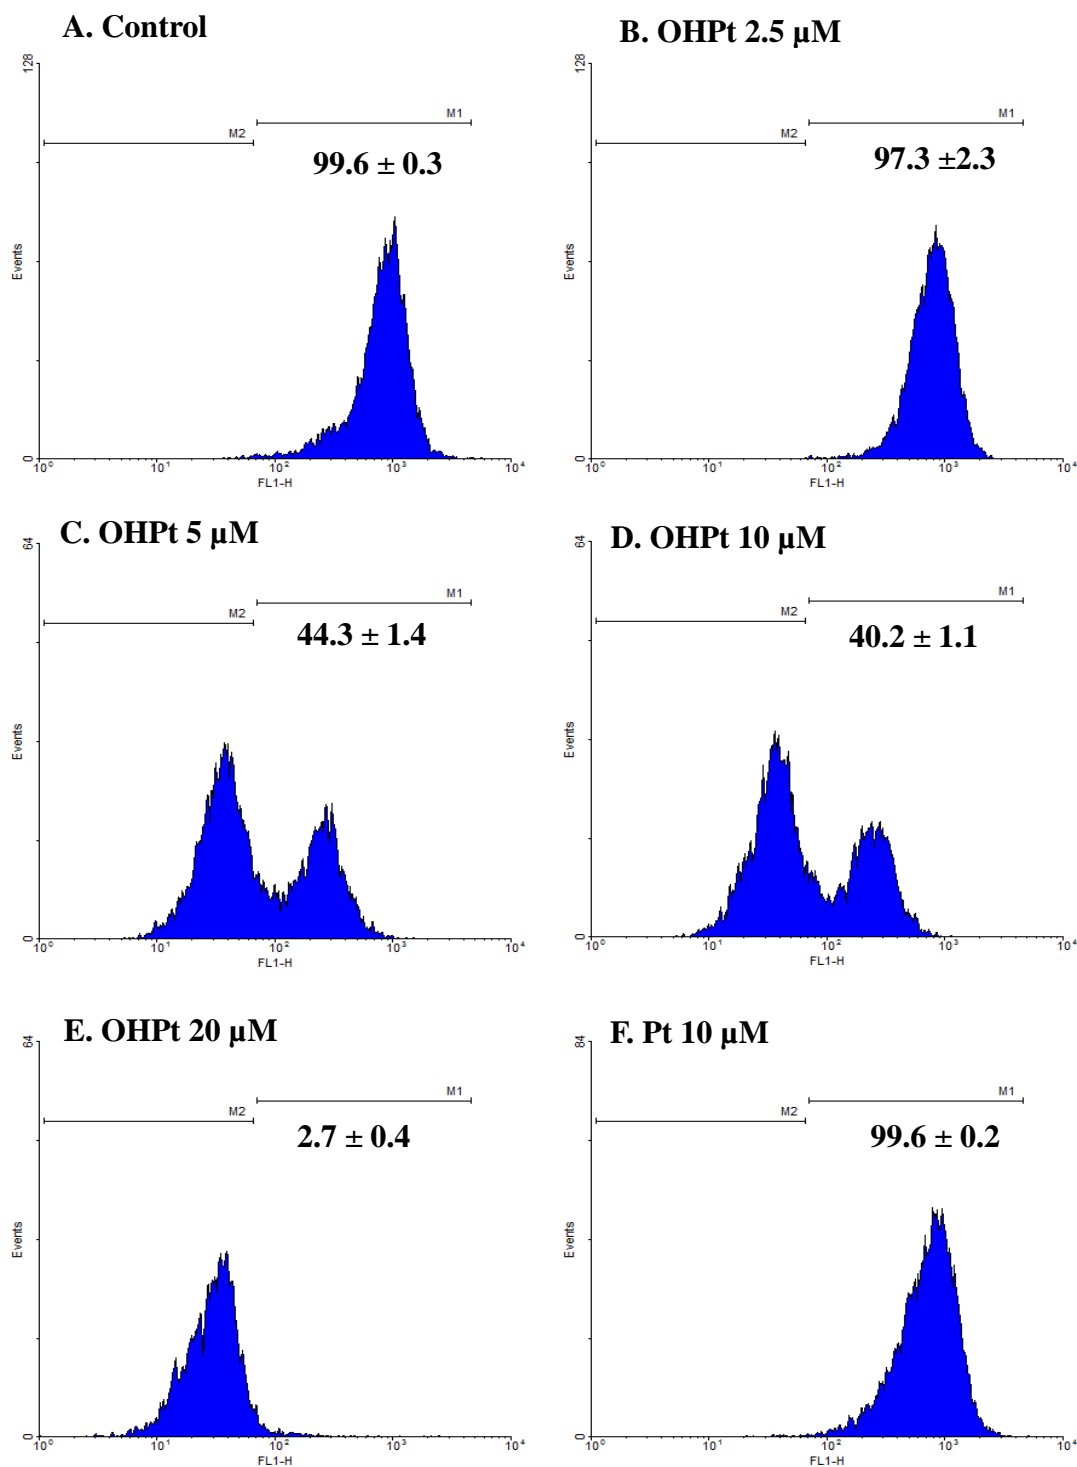 A. Control
128
M1
M2
99.6 ± 0.3
Events
0
10⁰ 10¹ 10² 10³ 10⁴
FL1-H
B. OHPt 2.5 µM
128
M1
M2
97.3 ±2.3
Events
0
10⁰ 10¹ 10² 10³ 10⁴
FL1-H
C. OHPt 5 µM
64
M1
M2
44.3 ± 1.4
Events
0
10⁰ 10¹ 10² 10³ 10⁴
FL1-H
D. OHPt 10 µM
64
M1
M2
40.2 ± 1.1
Events
0
10⁰ 10¹ 10² 10³ 10⁴
FL1-H
E. OHPt 20 µM
64
M1
M2
2.7 ± 0.4
Events
0
10⁰ 10¹ 10² 10³ 10⁴
FL1-H
F. Pt 10 µM
84
M1
M2
99.6 ± 0.2
Events
0
10⁰ 10¹ 10² 10³ 10⁴
FL1-H